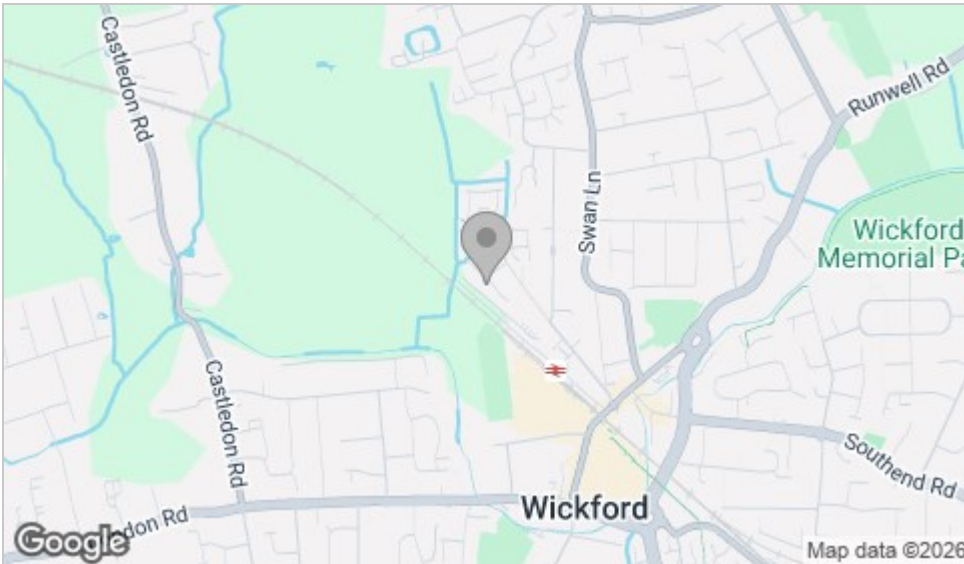 Castledon Rd
Runwell Rd
Swan Ln
Wickford
Memorial Pa
Castledon Rd
Southend Rd
Wickford
don Rd
Google
Map data ©2026